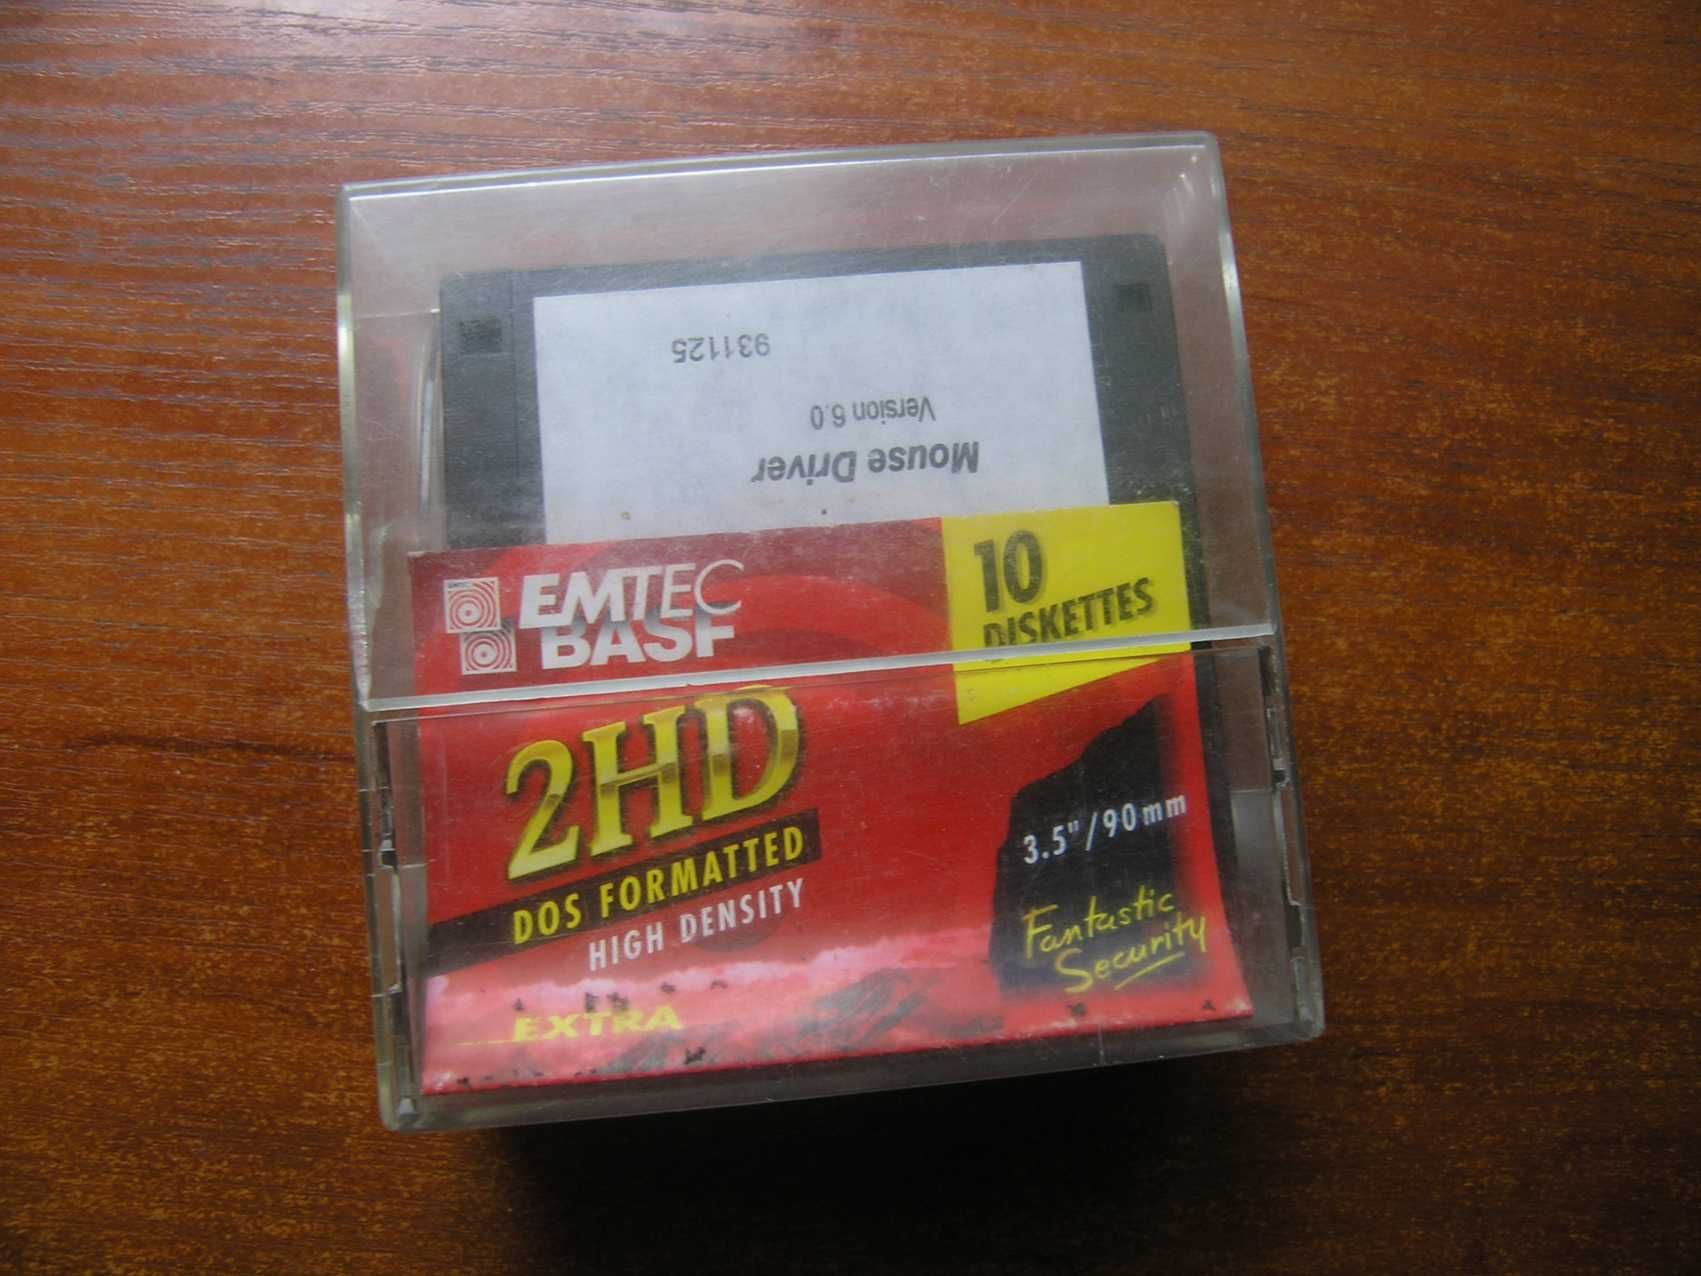 931125
Version 6.0
Mouse Driver
EMTEC
BASF
10
DISKETTES
2HD
DOS FORMATTED
HIGH DENSITY
3.5"/90mm
Fantastic
Security
EXTRA